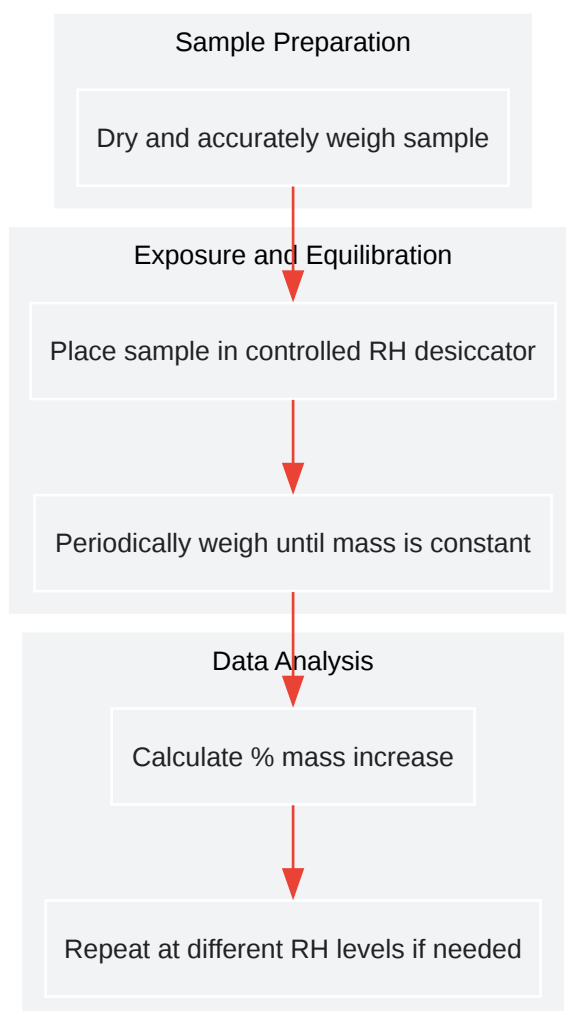 Sample Preparation
Dry and accurately weigh sample
Exposure and Equilibration
Place sample in controlled RH desiccator
Periodically weigh until mass is constant
Data Analysis
Calculate % mass increase
Repeat at different RH levels if needed